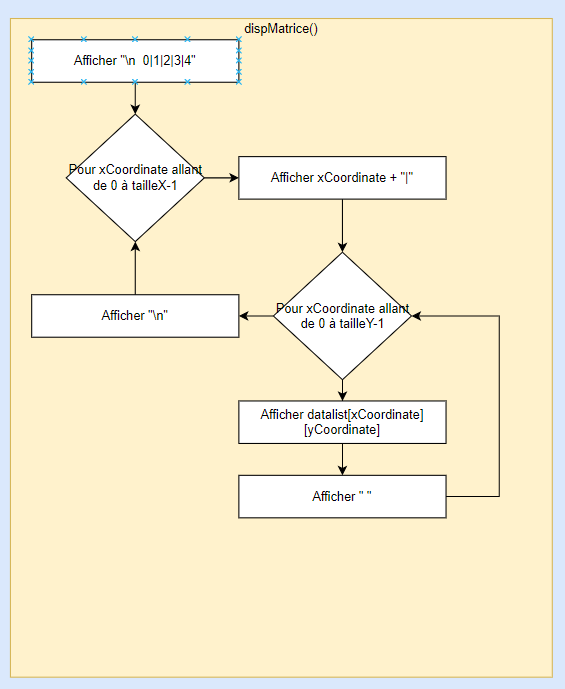 dispMatrice()
Afficher "\n  0|1|2|3|4"
Pour xCoordinate allant
de 0 à tailleX-1
Afficher xCoordinate + "|"
Pour xCoordinate allant
de 0 à tailleY-1
Afficher "\n"
Afficher datalist[xCoordinate]
[yCoordinate]
Afficher " "